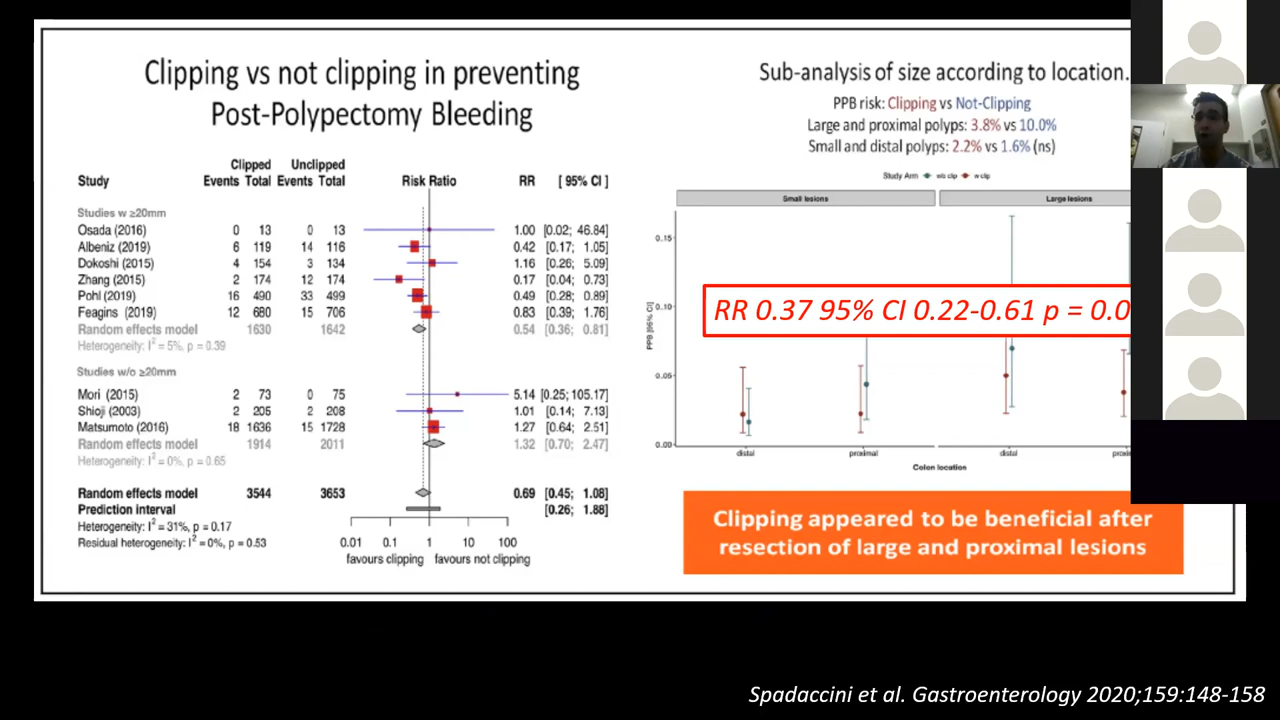 Clipping vs not clipping in preventing
Post-Polypectomy Bleeding
Clipped Unclipped
Study Events Total Events Total Risk Ratio RR [ 95% CI ]
Studies w ≥20mm
Osada (2016) 0 13 0 13 1.00 [0.02; 46.84]
Albeniz (2019) 6 119 14 116 0.42 [0.17; 1.05]
Dokoshi (2015) 4 154 3 134 1.16 [0.26; 5.09]
Zhang (2015) 2 174 12 174 0.17 [0.04; 0.73]
Pohl (2019) 16 490 33 499 0.49 [0.28; 0.89]
Feagins (2019) 12 680 15 706 0.83 [0.39; 1.76]
Random effects model 1630 1642 0.54 [0.36; 0.81]
Heterogeneity: I² = 5%, p = 0.39
Studies w/o ≥20mm
Mori (2015) 2 73 0 75 5.14 [0.25; 105.17]
Shioji (2003) 2 205 2 208 1.01 [0.14; 7.13]
Matsumoto (2016) 18 1636 15 1728 1.27 [0.64; 2.51]
Random effects model 1914 2011 1.32 [0.70; 2.47]
Heterogeneity: I² = 0%, p = 0.65
Random effects model 3544 3653 0.69 [0.45; 1.08]
Prediction interval [0.26; 1.88]
Heterogeneity: I² = 31%, p = 0.17
Residual heterogeneity: I² = 0%, p = 0.53
0.01 0.1 1 10 100
favours clipping favours not clipping
Sub-analysis of size according to location.
PPB risk: Clipping vs Not-Clipping
Large and proximal polyps: 3.8% vs 10.0%
Small and distal polyps: 2.2% vs 1.6% (ns)
Study Arm w/o clip w clip
Small lesions Large lesions
0.15
RR 0.37 95% CI 0.22-0.61 p = 0.0
0.10
PPB [95% CI]
0.05
0.00
distal proximal distal
Colon location
Clipping appeared to be beneficial after
resection of large and proximal lesions
Spadaccini et al. Gastroenterology 2020;159:148-158